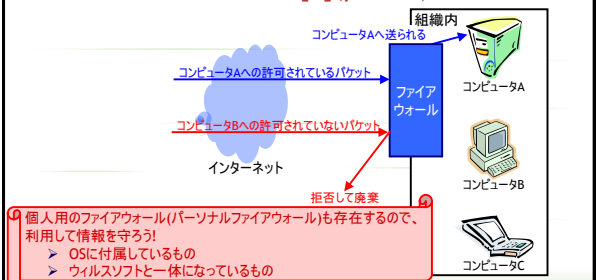 組織内
コンピュータAへ送られる
コンピュータAへの許可されているパケット
ファイア
ウォール
コンピュータA
コンピュータBへの許可されていないパケット
インターネット
コンピュータB
拒否して廃棄
個人用のファイアウォール(パーソナルファイアウォール)も存在するので、
利用して情報を守ろう!
➢ OSに付属しているもの
➢ ウィルスソフトと一体になっているもの
コンピュータC